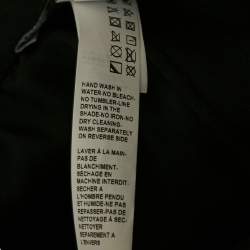 HAND WASH IN
WATER-NO BLEACH-
NO TUMBLER-LINE
DRYING IN THE
SHADE-NO IRON-NO
DRY CLEANING-
WASH SEPARATELY
ON REVERSE SIDE
LAVER À LA MAIN-
PAS DE
BLANCHIMENT-
SÉCHAGE EN
MACHINE INTERDIT-
SÉCHER A
L'HOMBRE PENDU
ET HUMIDE-NE PAS
REPASSER-PAS DE
NETTOYAGE À SEC-
NETTOYER
SÉPAREMENT A
L'ENVERS